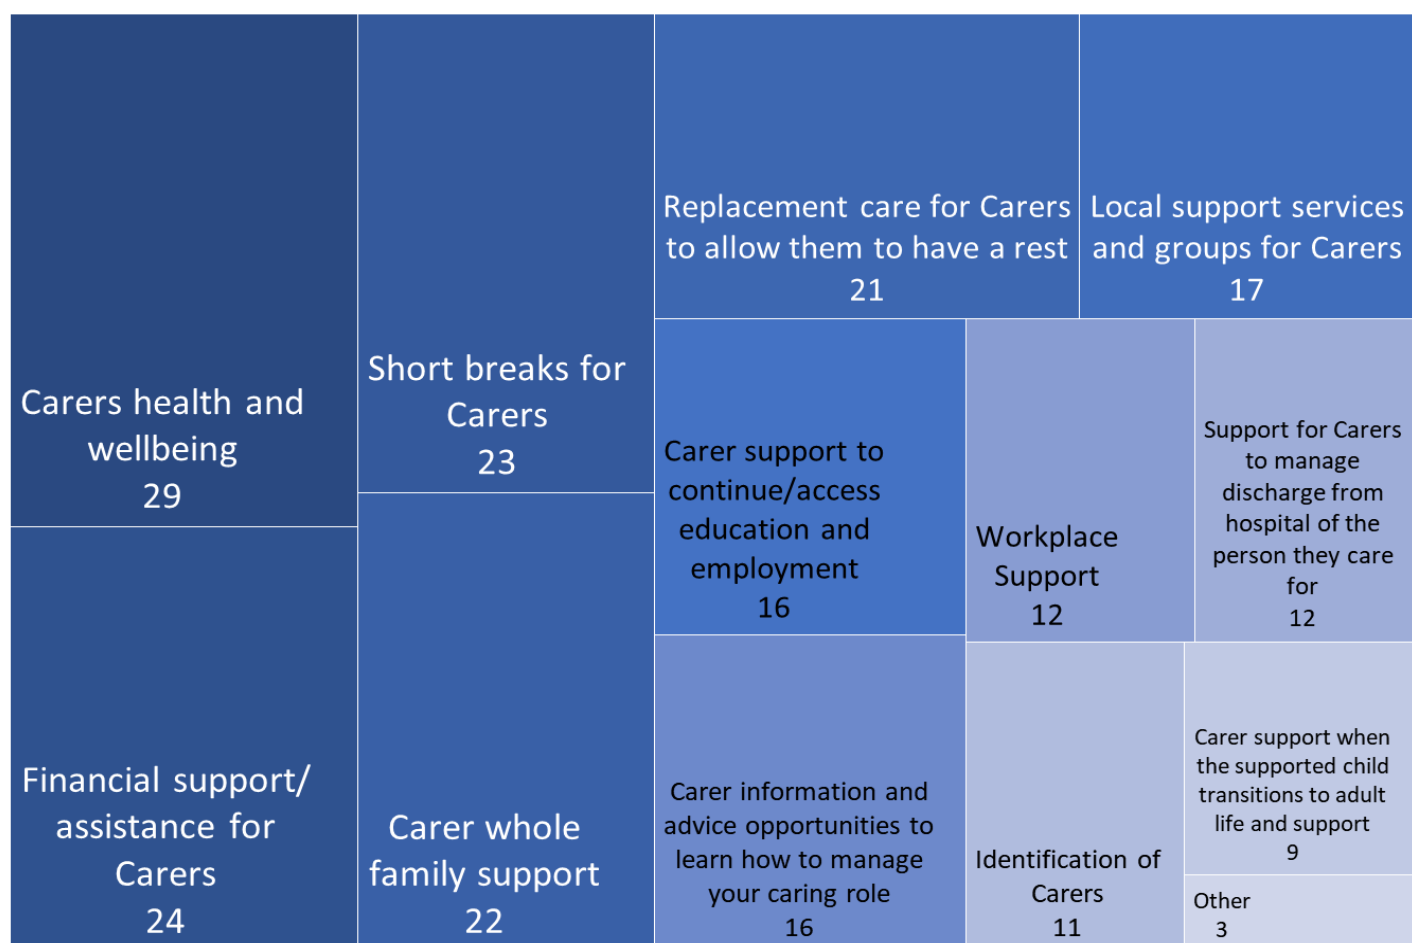 Carers health and
wellbeing
29
Financial support/
assistance for
Carers
24
Short breaks for
Carers
23
Carer whole
family support
22
Replacement care for Carers
to allow them to have a rest
21
Local support services
and groups for Carers
17
Carer support to
continue/access
education and
employment
16
Carer information and
advice opportunities to
learn how to manage
your caring role
16
Workplace
Support
12
Support for Carers
to manage
discharge from
hospital of the
person they care
for
12
Identification of
Carers
11
Carer support when
the supported child
transitions to adult
life and support
9
Other
3